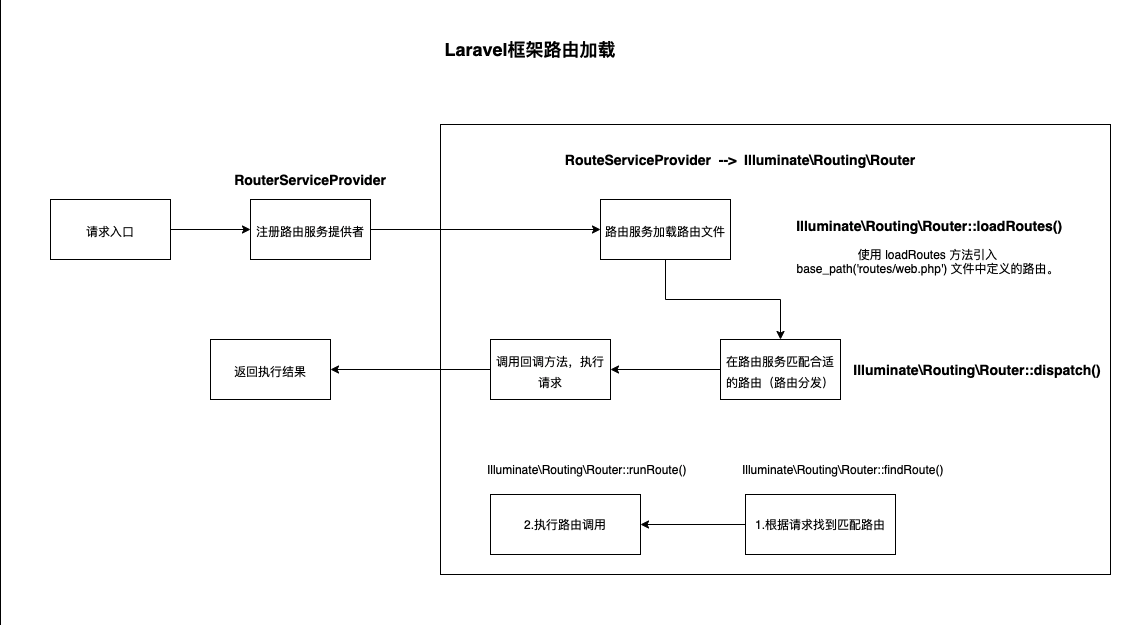 Laravel框架路由加载
RouteServiceProvider --> Illuminate\Routing\Router
RouterServiceProvider
请求入口
注册路由服务提供者
路由服务加载路由文件
Illuminate\Routing\Router::loadRoutes()
使用 loadRoutes 方法引入
base_path('routes/web.php') 文件中定义的路由。
返回执行结果
调用回调方法，执行
请求
在路由服务匹配合适
的路由（路由分发）
Illuminate\Routing\Router::dispatch()
Illuminate\Routing\Router::runRoute()
Illuminate\Routing\Router::findRoute()
2.执行路由调用
1.根据请求找到匹配路由